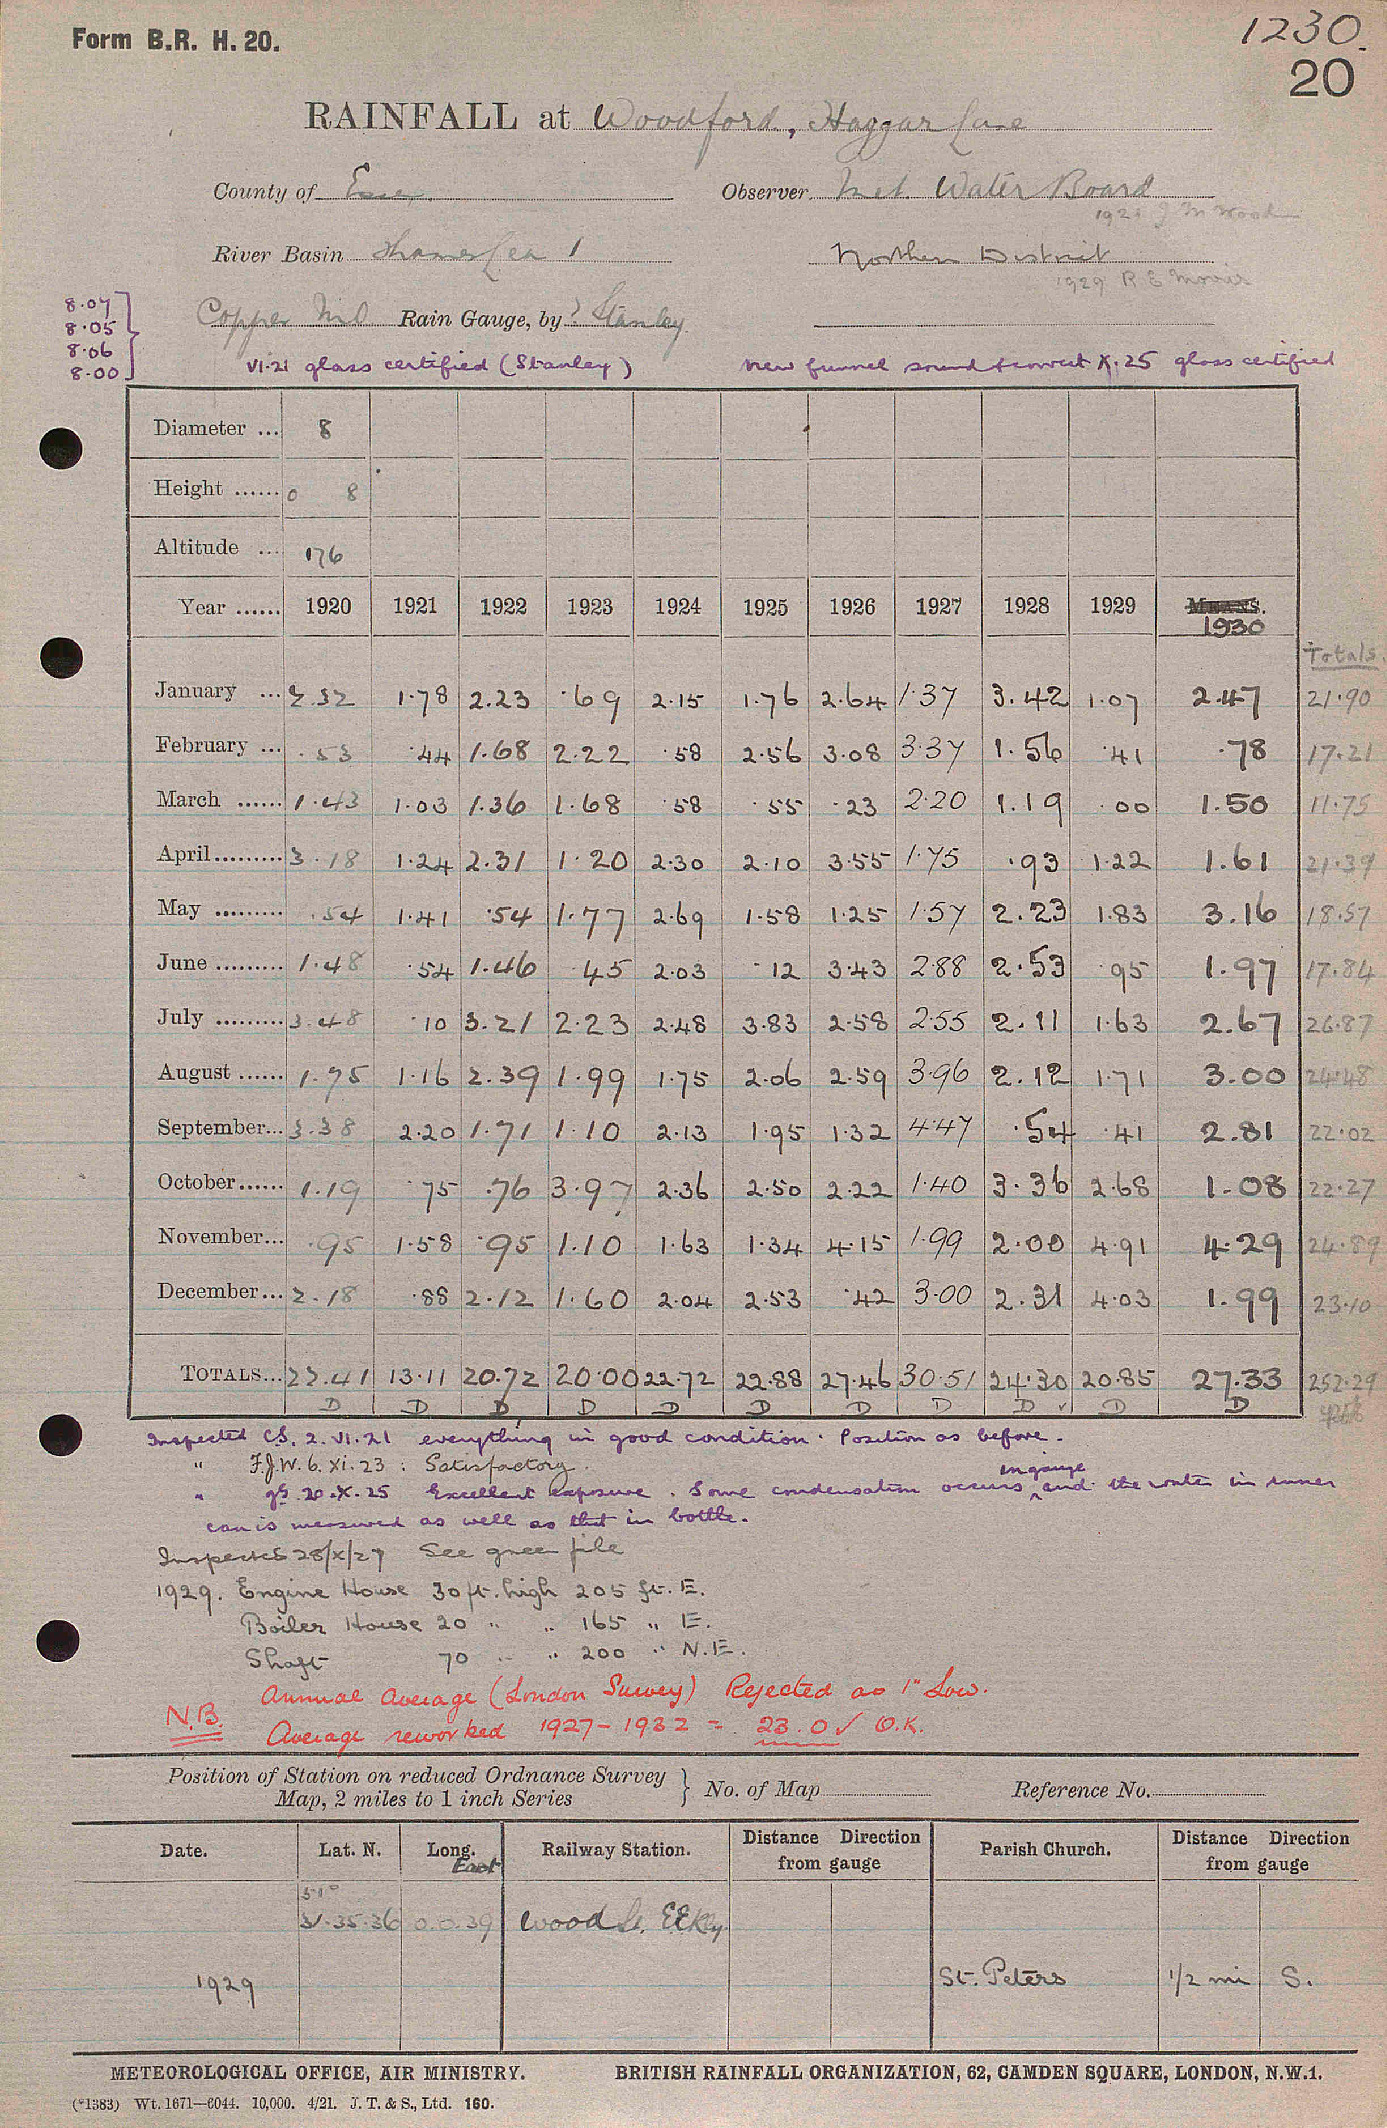 Form B.R. H. 20.
1230.
20
RAINFALL at Woodford, Haggar Lane
County of Essex Observer Met. Water Board
1928 J M Wood
River Basin Thames Lea 1 Northern District
1929 R E Morris
8.07
8.05
8.06
8.00
Copper MO Rain Gauge, by ? Stanley
VI.21 glass certified (Stanley) New funnel sound & correct X.25 glass certified
Diameter ... 8
Height ...... 0 8
Altitude ... 176
Year ...... 1920 1921 1922 1923 1924 1925 1926 1927 1928 1929 MEANS. 1930
Totals.
January ... 2.32 1.78 2.23 .69 2.15 1.76 2.64 1.37 3.42 1.07 2.47 21.90
February ... .53 .44 1.68 2.22 .58 2.56 3.08 3.37 1.56 .41 .78 17.21
March ...... 1.43 1.03 1.36 1.68 .58 .55 .23 2.20 1.19 .00 1.50 11.75
April ......... 3.18 1.24 2.31 1.20 2.30 2.10 3.55 1.75 .93 1.22 1.61 21.39
May ......... .54 1.41 .54 1.77 2.69 1.58 1.25 1.57 2.23 1.83 3.16 18.57
June ......... 1.48 .54 1.46 .45 2.03 .12 3.43 2.88 2.53 .95 1.97 17.84
July ......... 3.48 .10 3.21 2.23 2.48 3.83 2.58 2.55 2.11 1.63 2.67 26.87
August ...... 1.75 1.16 2.39 1.99 1.75 2.06 2.59 3.96 2.12 1.71 3.00 24.48
September... 3.38 2.20 1.71 1.10 2.13 1.95 1.32 4.47 .54 .41 2.81 22.02
October...... 1.19 .75 .76 3.97 2.36 2.50 2.22 1.40 3.36 2.68 1.08 22.27
November... .95 1.58 .95 1.10 1.63 1.34 4.15 1.99 2.00 4.91 4.29 24.89
December ... 2.18 .88 2.12 1.60 2.04 2.53 .42 3.00 2.31 4.03 1.99 23.10
TOTALS... 22.41 13.11 20.72 20.00 22.72 22.88 27.46 30.51 24.30 20.85 27.33 252.29
D D D D D D D D D ✓ D D
Inspected C.S. 2.VI.21 everything in good condition. Position as before.
" F.J.W. 6.XI.23 : Satisfactory.
" 20.X.25 Excellent exposure. Some condensation occurs in gauge and the water in inner
can is measured as well as that in bottle.
Inspected 28/X/27 See green file
1929. Engine House 30 ft. high 205 ft. E.
Boiler House 20 " " 165 " E.
Shaft 70 " " 200 " N.E.
N.B. Annual Average (London Survey) Rejected as 1" Low.
Average reworked 1927-1932 = 23.0 ✓ O.K.
Position of Station on reduced Ordnance Survey
Map, 2 miles to 1 inch Series } No. of Map Reference No.
Date. Lat. N. Long. East Railway Station. Distance Direction from gauge Parish Church. Distance Direction from gauge
51°
51.35.36 0.0.39 Wood St. GERly.
1929 St. Peters 1/2 mi S.
METEOROLOGICAL OFFICE, AIR MINISTRY. BRITISH RAINFALL ORGANIZATION, 62, CAMDEN SQUARE, LONDON, N.W.1.
(*1383) Wt. 1671—6044. 10,000. 4/21. J. T. & S., Ltd. 160.